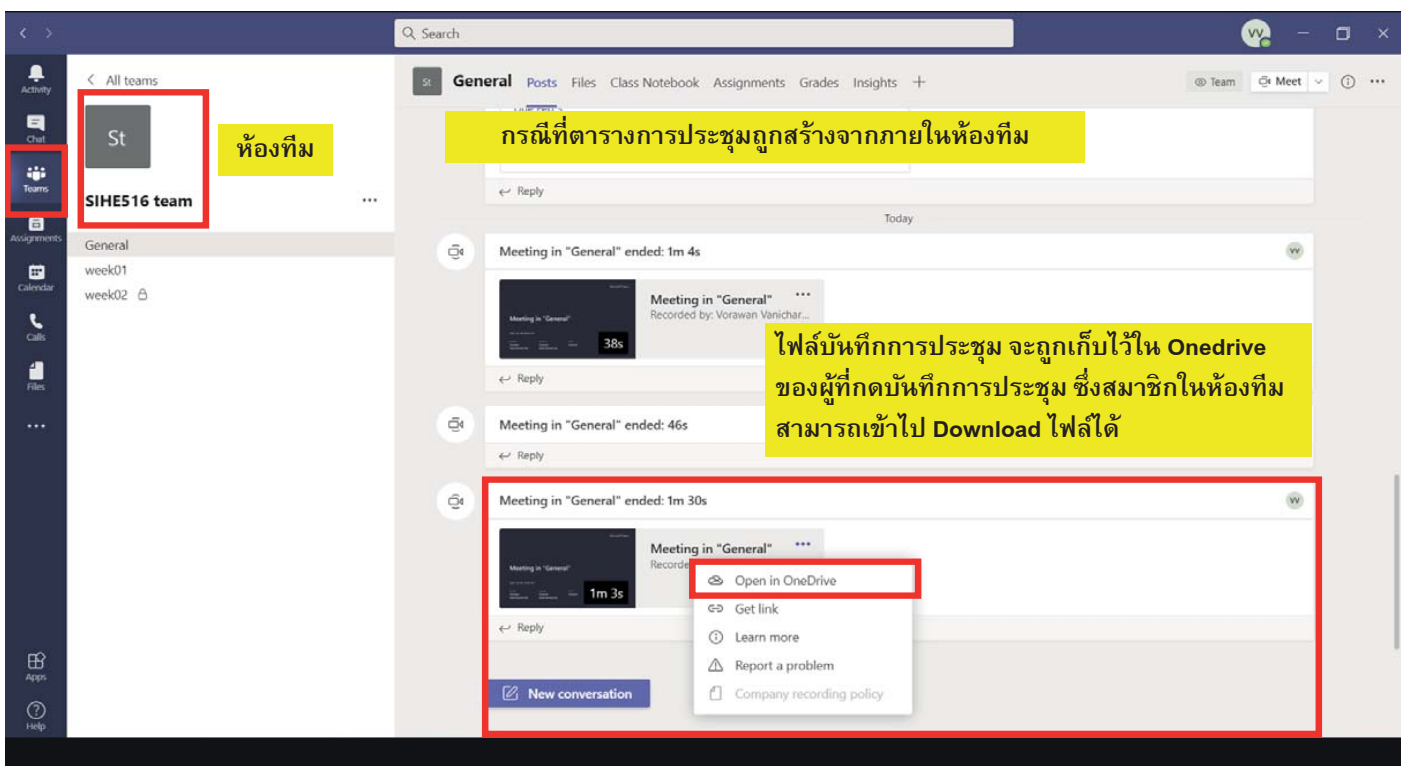 Search
VV
Activity
Chat
Teams
Assignments
Calendar
Calls
Files
Apps
Help
All teams
St
ห้องทีม
SIHE516 team
General
week01
week02
St
General Posts Files Class Notebook Assignments Grades Insights
Team Meet
กรณีที่ตารางการประชุมถูกสร้างจากภายในห้องทีม
Reply
Today
Meeting in "General" ended: 1m 4s
VV
Meeting in "General"
38s
Meeting in "General"
Recorded by: Vorawan Vanichar...
ไฟล์บันทึกการประชุม จะถูกเก็บไว้ใน Onedrive
ของผู้ที่กดบันทึกการประชุม ซึ่งสมาชิกในห้องทีม
สามารถเข้าไป Download ไฟล์ได้
Reply
Meeting in "General" ended: 46s
Reply
Meeting in "General" ended: 1m 30s
VV
Meeting in "General"
1m 3s
Meeting in "General"
Open in OneDrive
Get link
Learn more
Report a problem
Company recording policy
Reply
New conversation